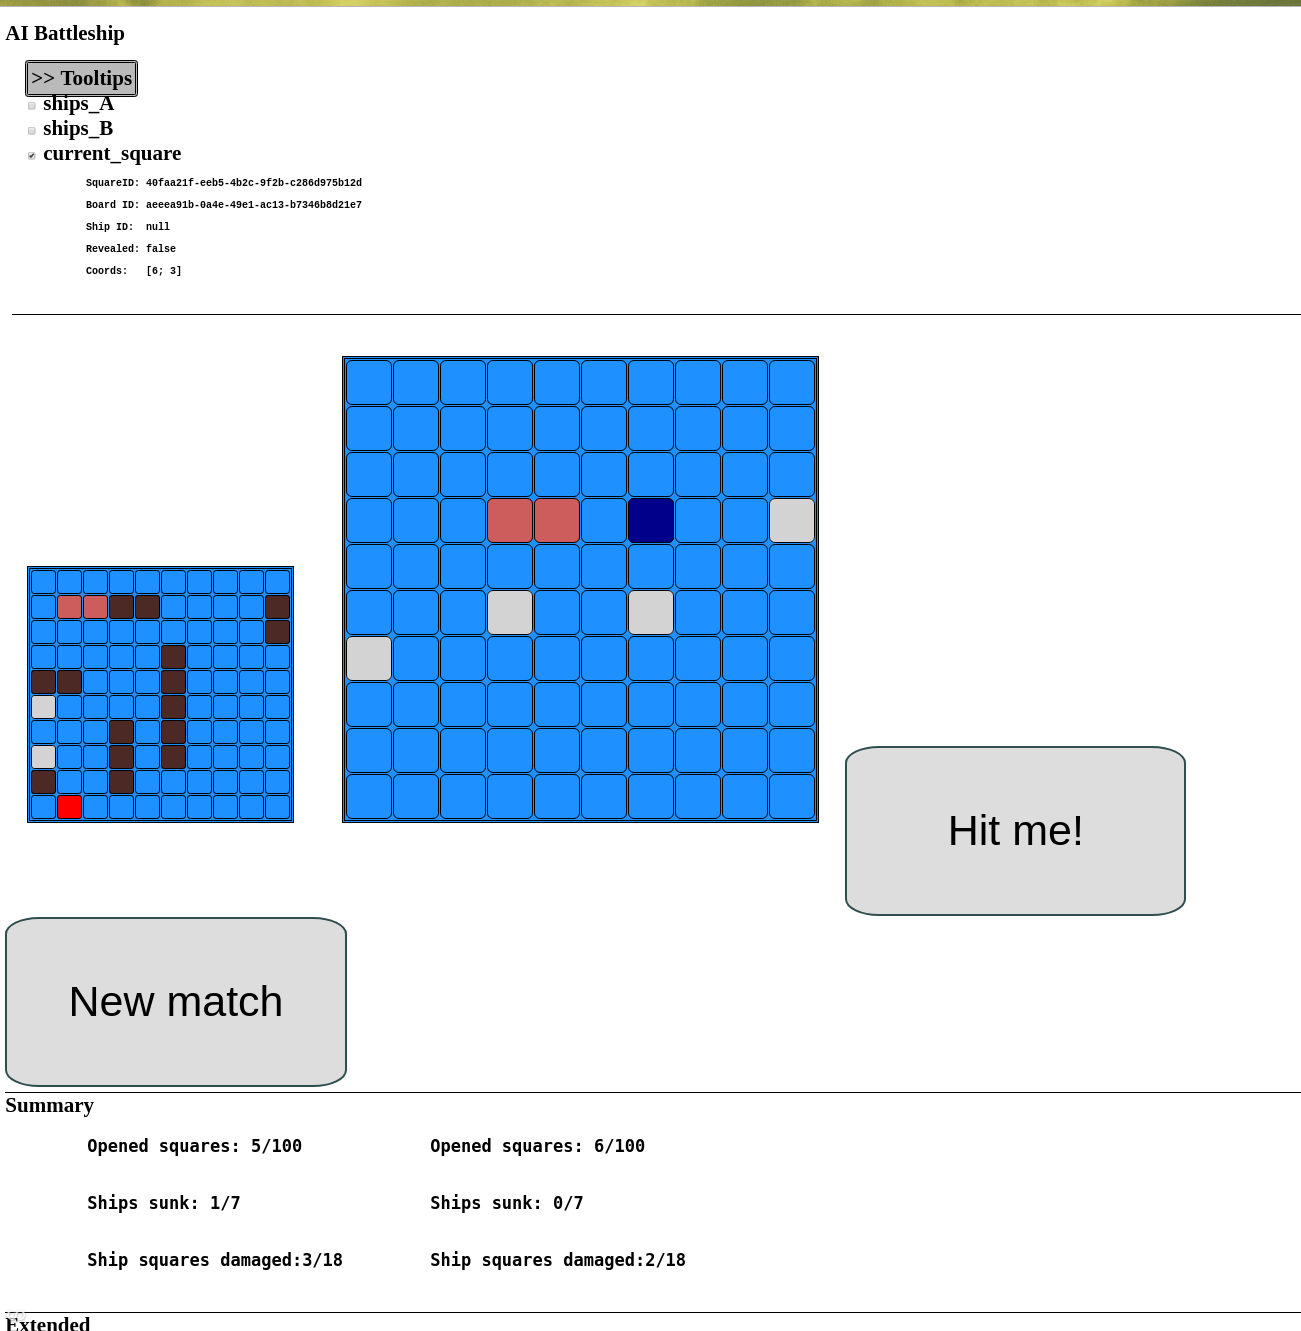 AI Battleship
>> Tooltips
ships_A
ships_B
current_square
SquareID: 40faa21f-eeb5-4b2c-9f2b-c286d975b12d
Board ID: aeeea91b-0a4e-49e1-ac13-b7346b8d21e7
Ship ID: null
Revealed: false
Coords: [6; 3]
Hit me!
New match
Summary
Opened squares: 5/100 Opened squares: 6/100
Ships sunk: 1/7 Ships sunk: 0/7
Ship squares damaged:3/18 Ship squares damaged:2/18
Extended